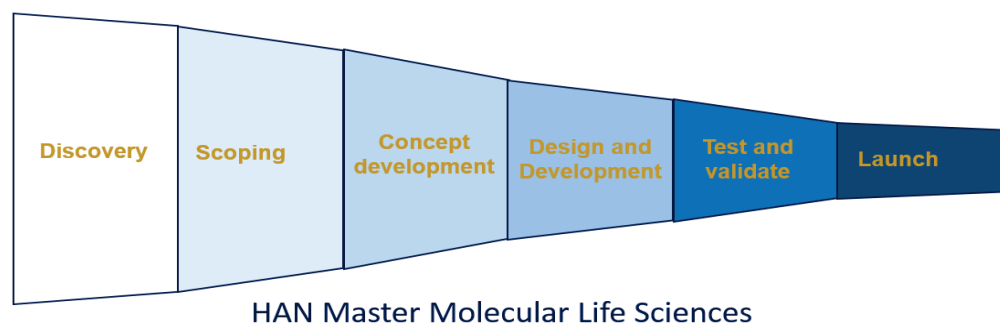 Discovery
Scoping
Concept
development
Design and
Development
Test and
validate
Launch
HAN Master Molecular Life Sciences